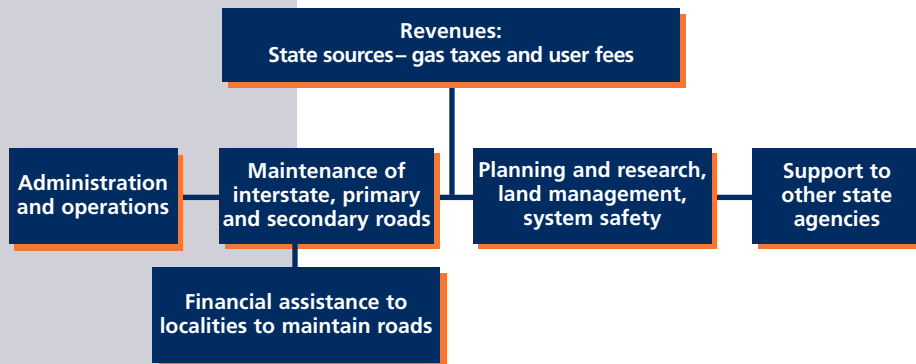 Revenues:
State sources– gas taxes and user fees
Administration
and operations
Maintenance of
interstate, primary
and secondary roads
Planning and research,
land management,
system safety
Support to
other state
agencies
Financial assistance to
localities to maintain roads